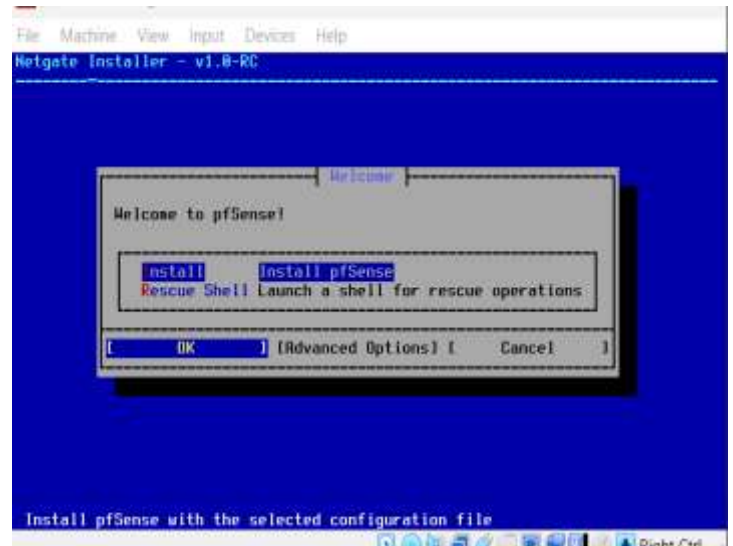 File Machine View Input Devices Help
Netgate Installer - v1.0-RC
Welcome
Welcome to pfSense!
Install Install pfSense
Rescue Shell Launch a shell for rescue operations
[ OK ] [Advanced Options] [ Cancel ]
Install pfSense with the selected configuration file
Right Ctrl